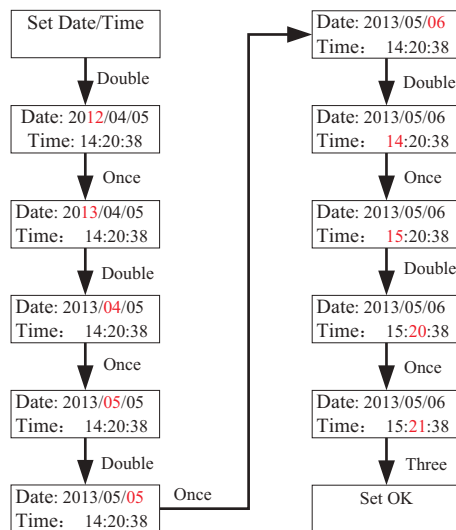 Set Date/Time
Double
Date: 2012/04/05
Time: 14:20:38
Once
Date: 2013/04/05
Time： 14:20:38
Double
Date: 2013/04/05
Time： 14:20:38
Once
Date: 2013/05/05
Time： 14:20:38
Double
Date: 2013/05/05
Time： 14:20:38
Once
Date: 2013/05/06
Time： 14:20:38
Double
Date: 2013/05/06
Time： 14:20:38
Once
Date: 2013/05/06
Time： 15:20:38
Double
Date: 2013/05/06
Time： 15:20:38
Once
Date: 2013/05/06
Time： 15:21:38
Three
Set OK